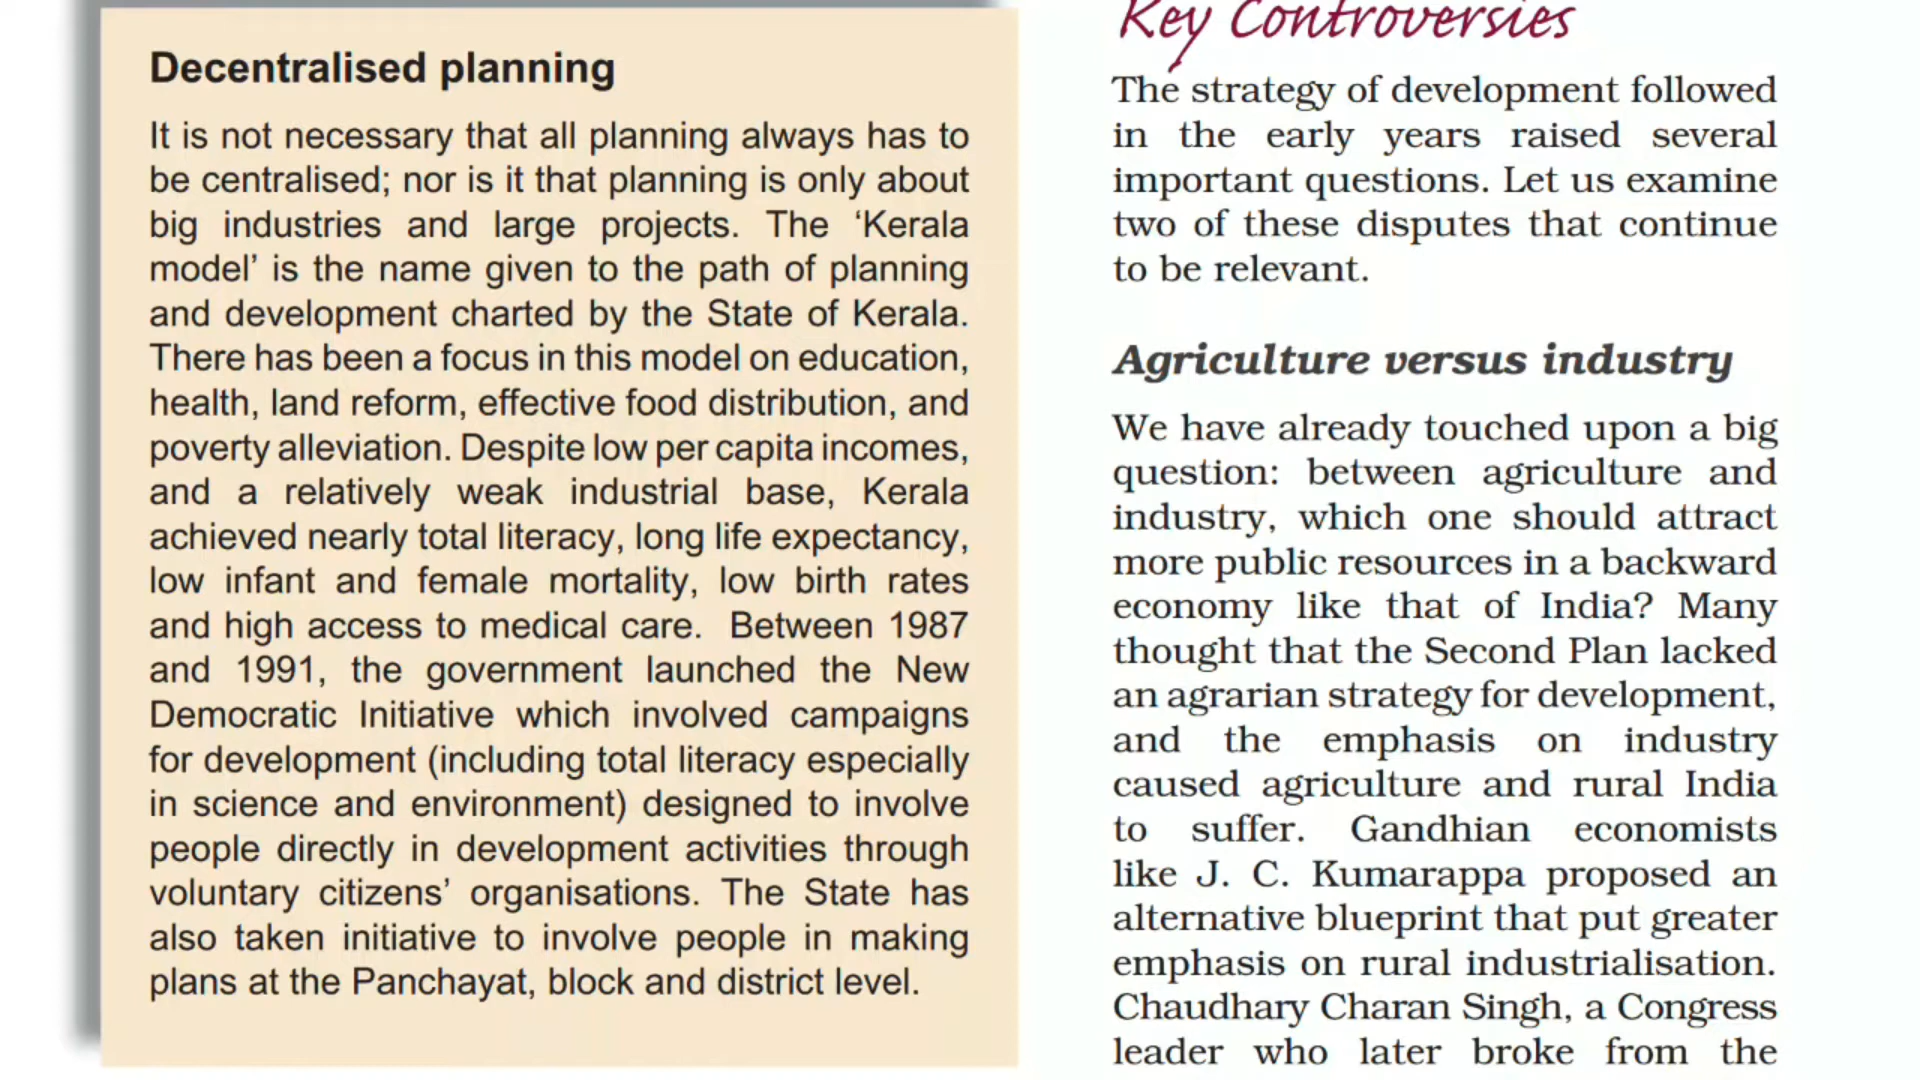 Decentralised planning
It is not necessary that all planning always has to
be centralised; nor is it that planning is only about
big industries and large projects. The ‘Kerala
model’ is the name given to the path of planning
and development charted by the State of Kerala.
There has been a focus in this model on education,
health, land reform, effective food distribution, and
poverty alleviation. Despite low per capita incomes,
and a relatively weak industrial base, Kerala
achieved nearly total literacy, long life expectancy,
low infant and female mortality, low birth rates
and high access to medical care. Between 1987
and 1991, the government launched the New
Democratic Initiative which involved campaigns
for development (including total literacy especially
in science and environment) designed to involve
people directly in development activities through
voluntary citizens’ organisations. The State has
also taken initiative to involve people in making
plans at the Panchayat, block and district level.
Key Controversies
The strategy of development followed
in the early years raised several
important questions. Let us examine
two of these disputes that continue
to be relevant.
Agriculture versus industry
We have already touched upon a big
question: between agriculture and
industry, which one should attract
more public resources in a backward
economy like that of India? Many
thought that the Second Plan lacked
an agrarian strategy for development,
and the emphasis on industry
caused agriculture and rural India
to suffer. Gandhian economists
like J. C. Kumarappa proposed an
alternative blueprint that put greater
emphasis on rural industrialisation.
Chaudhary Charan Singh, a Congress
leader who later broke from the